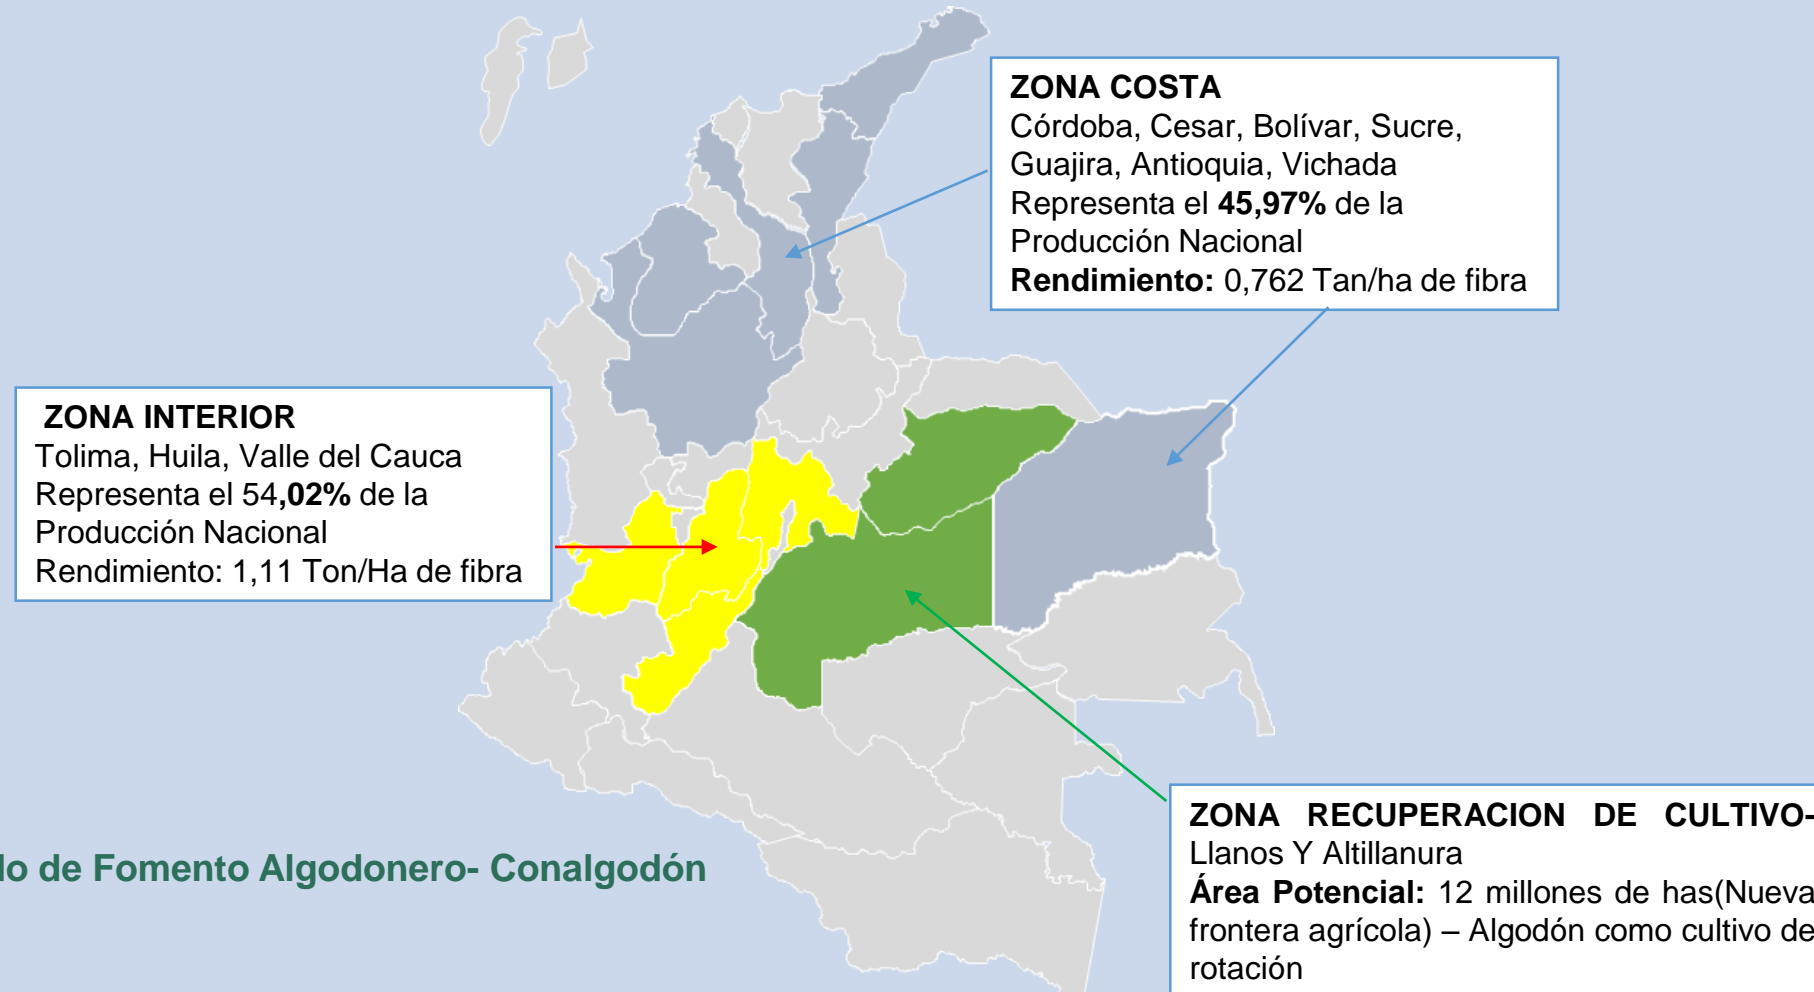 ZONA COSTA
Córdoba, Cesar, Bolívar, Sucre,
Guajira, Antioquia, Vichada
Representa el 45,97% de la
Producción Nacional
Rendimiento: 0,762 Tan/ha de fibra
ZONA INTERIOR
Tolima, Huila, Valle del Cauca
Representa el 54,02% de la
Producción Nacional
Rendimiento: 1,11 Ton/Ha de fibra
ZONA RECUPERACION DE CULTIVO-
Llanos Y Altillanura
Área Potencial: 12 millones de has(Nueva
frontera agrícola) – Algodón como cultivo de
rotación
de Fomento Algodonero- Conalgodón